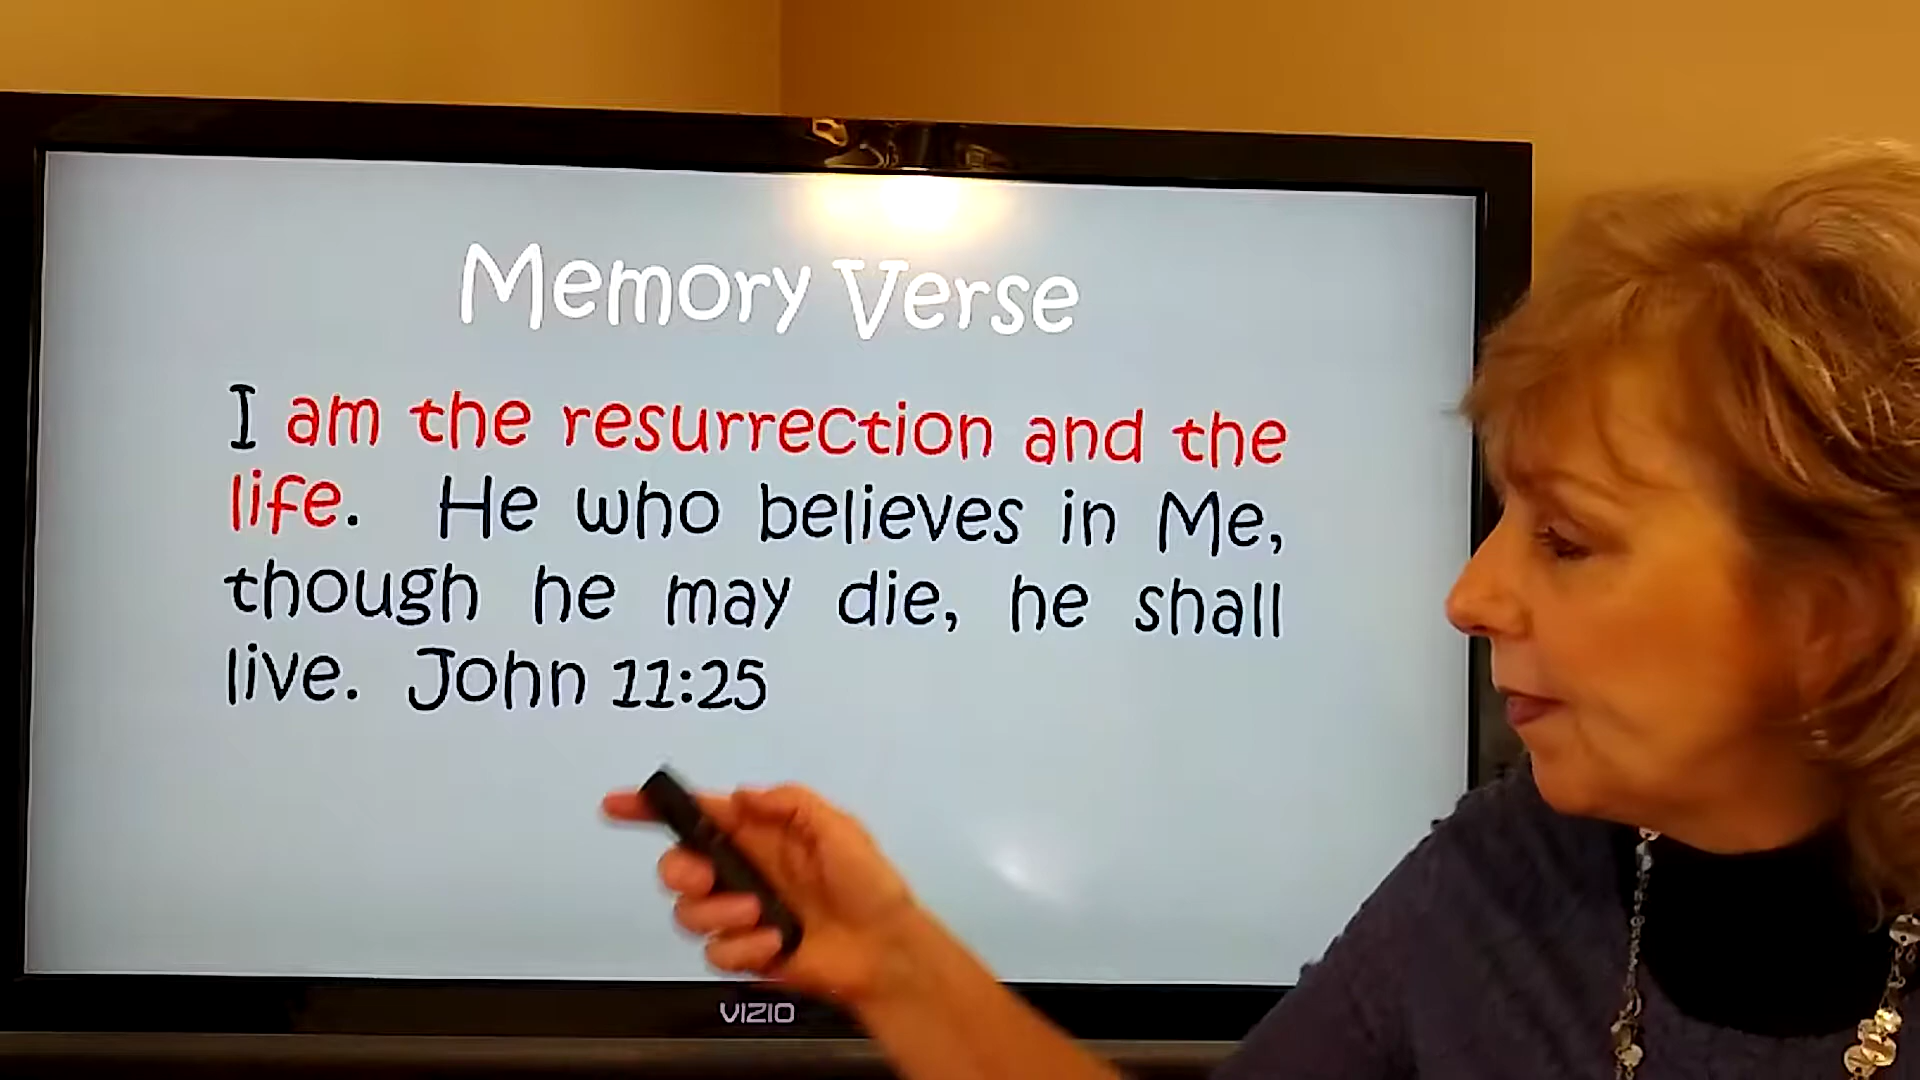 Memory Verse
I am the resurrection and the
life. He who believes in Me,
though he may die, he shall
live. John 11:25
VIZIO